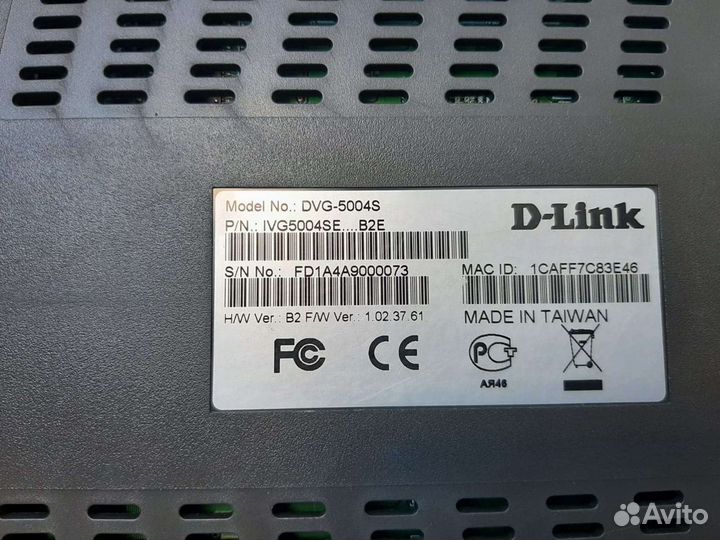 Model No.: DVG-5004S
D-Link
P/N.: IVG5004SE....B2E
S/N No.: FD1A4A9000073
MAC ID: 1CAFF7C83E46
H/W Ver.: B2 F/W Ver.: 1.02.37.61
MADE IN TAIWAN
FC CE PCT
АЯ46
Avito